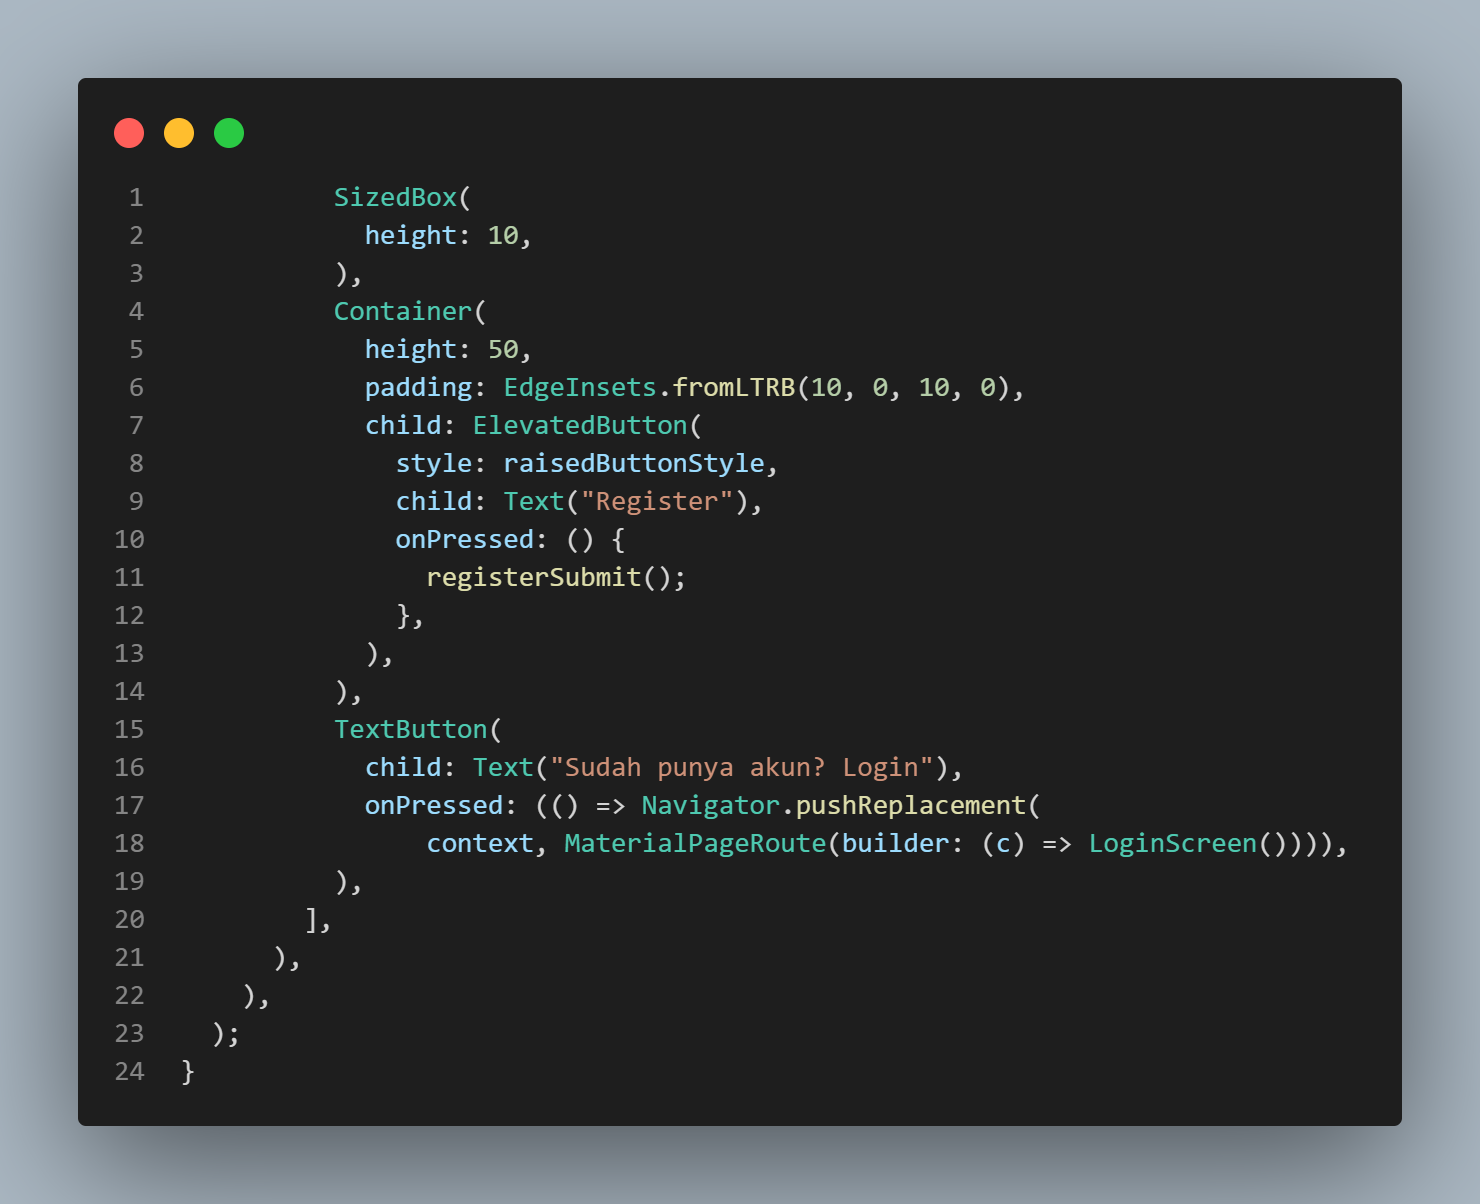 1          SizedBox(
2            height: 10,
3          ),
4          Container(
5            height: 50,
6            padding: EdgeInsets.fromLTRB(10, 0, 10, 0),
7            child: ElevatedButton(
8              style: raisedButtonStyle,
9              child: Text("Register"),
10              onPressed: () {
11                registerSubmit();
12              },
13            ),
14          ),
15          TextButton(
16            child: Text("Sudah punya akun? Login"),
17            onPressed: (() => Navigator.pushReplacement(
18                context, MaterialPageRoute(builder: (c) => LoginScreen()))),
19          ),
20        ],
21      ),
22    ),
23  );
24 }